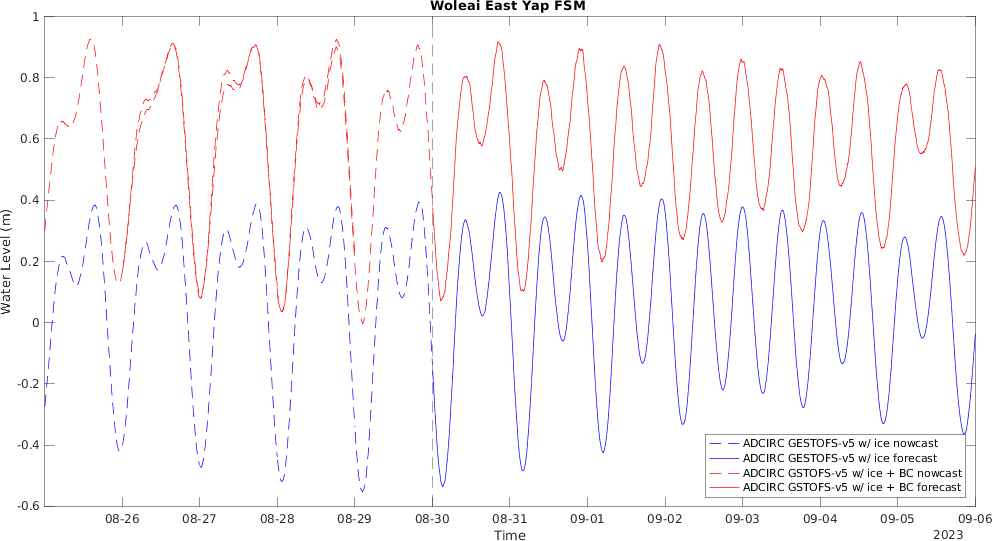 Woleai East Yap FSM
1
0.8
0.6
0.4
0.2
0
-0.2
-0.4
-0.6
Water Level (m)
ADCIRC GESTOFS-v5 w/ ice nowcast
ADCIRC GESTOFS-v5 w/ ice forecast
ADCIRC GSTOFS-v5 w/ ice + BC nowcast
ADCIRC GSTOFS-v5 w/ ice + BC forecast
08-26 08-27 08-28 08-29 08-30 08-31 09-01 09-02 09-03 09-04 09-05 09-06
Time
2023